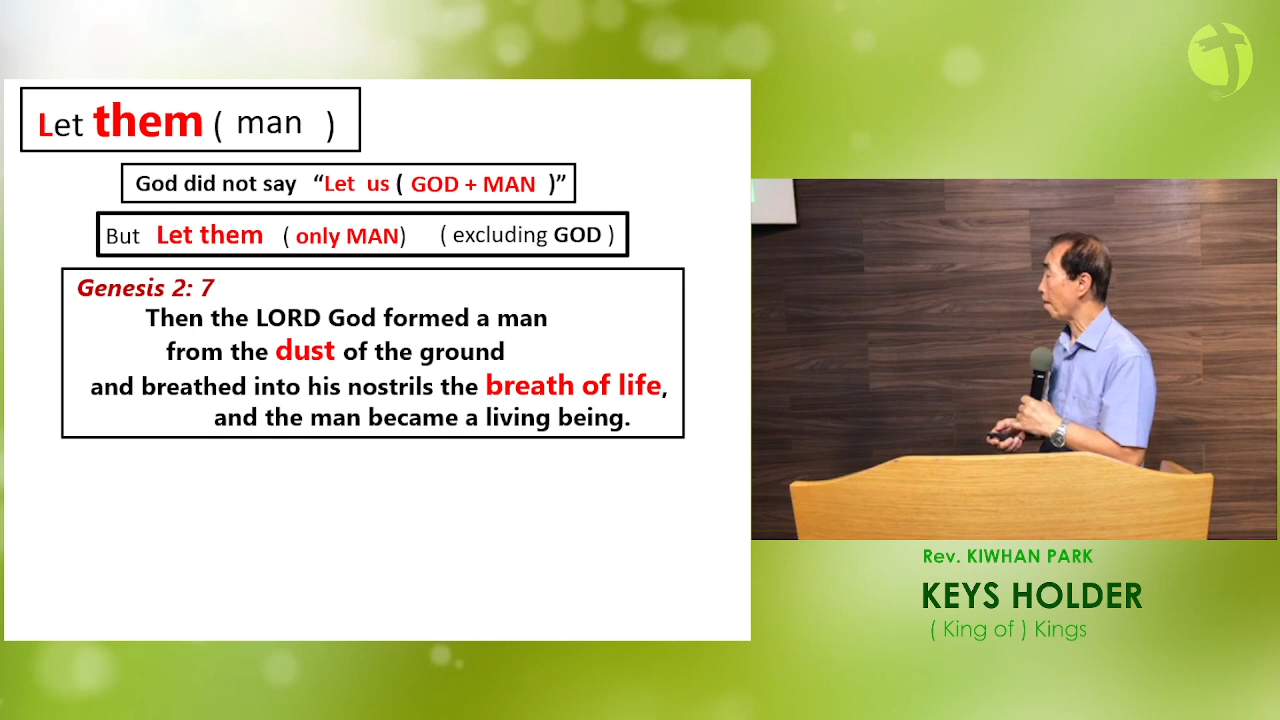 Let them ( man )
God did not say “Let us ( GOD + MAN )”
But Let them ( only MAN) ( excluding GOD )
Genesis 2: 7
Then the LORD God formed a man
from the dust of the ground
and breathed into his nostrils the breath of life,
and the man became a living being.
Rev. KIWHAN PARK
KEYS HOLDER
( King of ) Kings